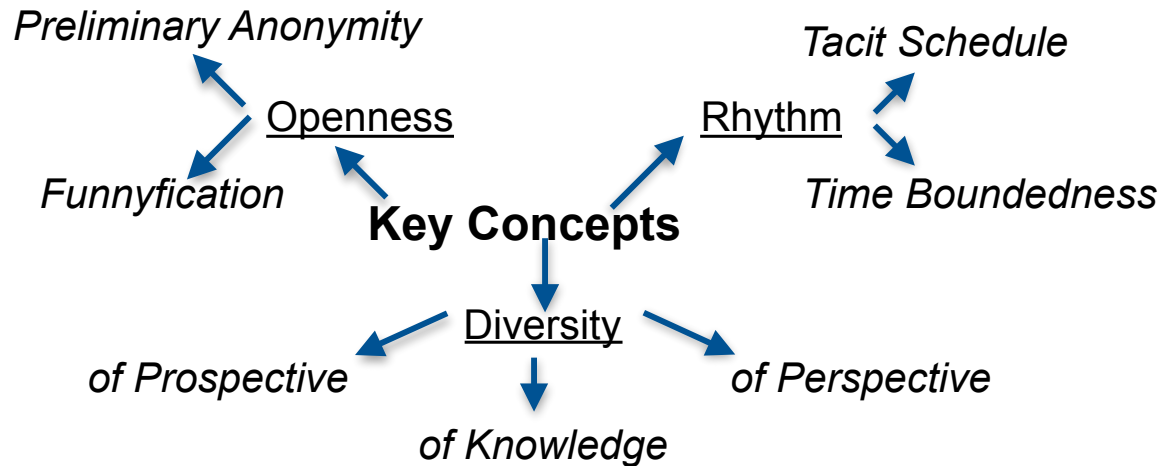 Preliminary Anonymity
Tacit Schedule
Openness
Rhythm
Funnyfication
Time Boundedness
Key Concepts
Diversity
of Prospective
of Perspective
of Knowledge